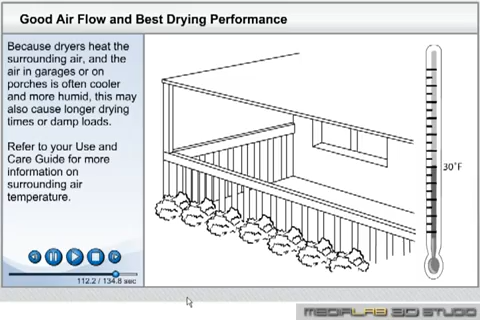 Good Air Flow and Best Drying Performance
Because dryers heat the
surrounding air, and the
air in garages or on
porches is often cooler
and more humid, this may
also cause longer drying
times or damp loads.
Refer to your Use and
Care Guide for more
information on
surrounding air
temperature.
30°F
112.2 / 134.8 sec
MEDIALAB 3D STUDIO